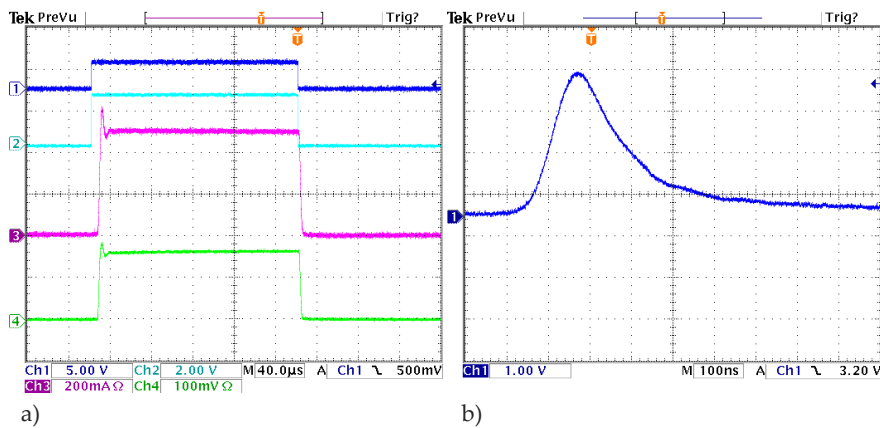 Tek PreVu T Trig?
T
1
2
3
4
Ch1 5.00 V Ch2 2.00 V M 40.0µs A Ch1 500mV
Ch3 200mA Ω Ch4 100mV Ω
a)
Tek PreVu T Trig?
T
1
Ch1 1.00 V M 100ns A Ch1 3.20 V
b)